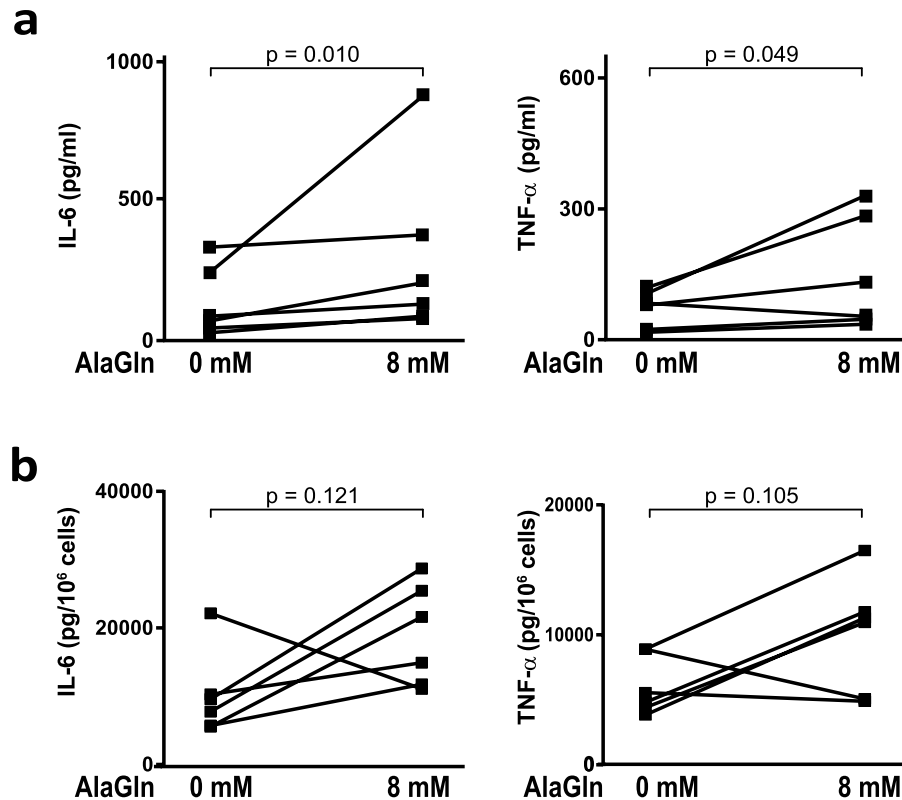 a
p = 0.010
1000
500
0
IL-6 (pg/ml)
AlaGln 0 mM 8 mM
p = 0.049
600
300
0
TNF-α (pg/ml)
AlaGln 0 mM 8 mM
b
p = 0.121
40000
20000
0
IL-6 (pg/10⁶ cells)
AlaGln 0 mM 8 mM
p = 0.105
20000
10000
0
TNF-α (pg/10⁶ cells)
AlaGln 0 mM 8 mM